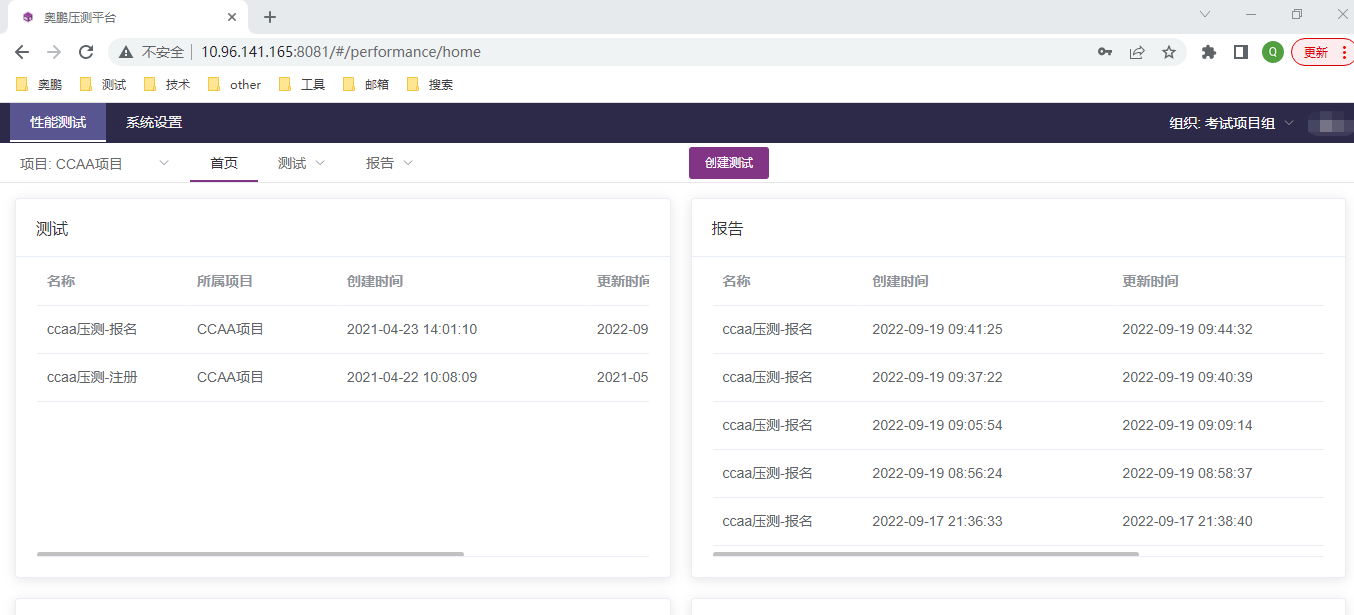 奥鹏压测平台
不安全 10.96.141.165:8081/#/performance/home
Q
更新
奥鹏 测试 技术 other 工具 邮箱 搜索
性能测试 系统设置 组织: 考试项目组
项目: CCAA项目 首页 测试 报告 创建测试
测试
名称 所属项目 创建时间 更新时间
ccaa压测-报名 CCAA项目 2021-04-23 14:01:10 2022-09
ccaa压测-注册 CCAA项目 2021-04-22 10:08:09 2021-05
报告
名称 创建时间 更新时间
ccaa压测-报名 2022-09-19 09:41:25 2022-09-19 09:44:32
ccaa压测-报名 2022-09-19 09:37:22 2022-09-19 09:40:39
ccaa压测-报名 2022-09-19 09:05:54 2022-09-19 09:09:14
ccaa压测-报名 2022-09-19 08:56:24 2022-09-19 08:58:37
ccaa压测-报名 2022-09-17 21:36:33 2022-09-17 21:38:40